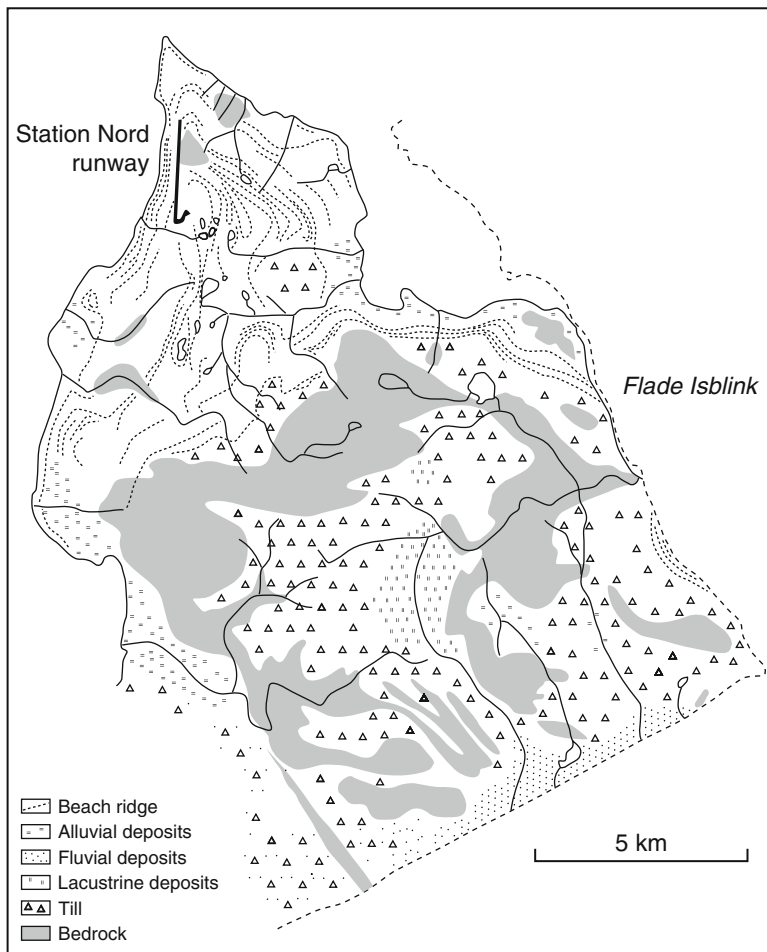 Station Nord
runway
Flade Isblink
Beach ridge
Alluvial deposits
Fluvial deposits
Lacustrine deposits
Till
Bedrock
5 km